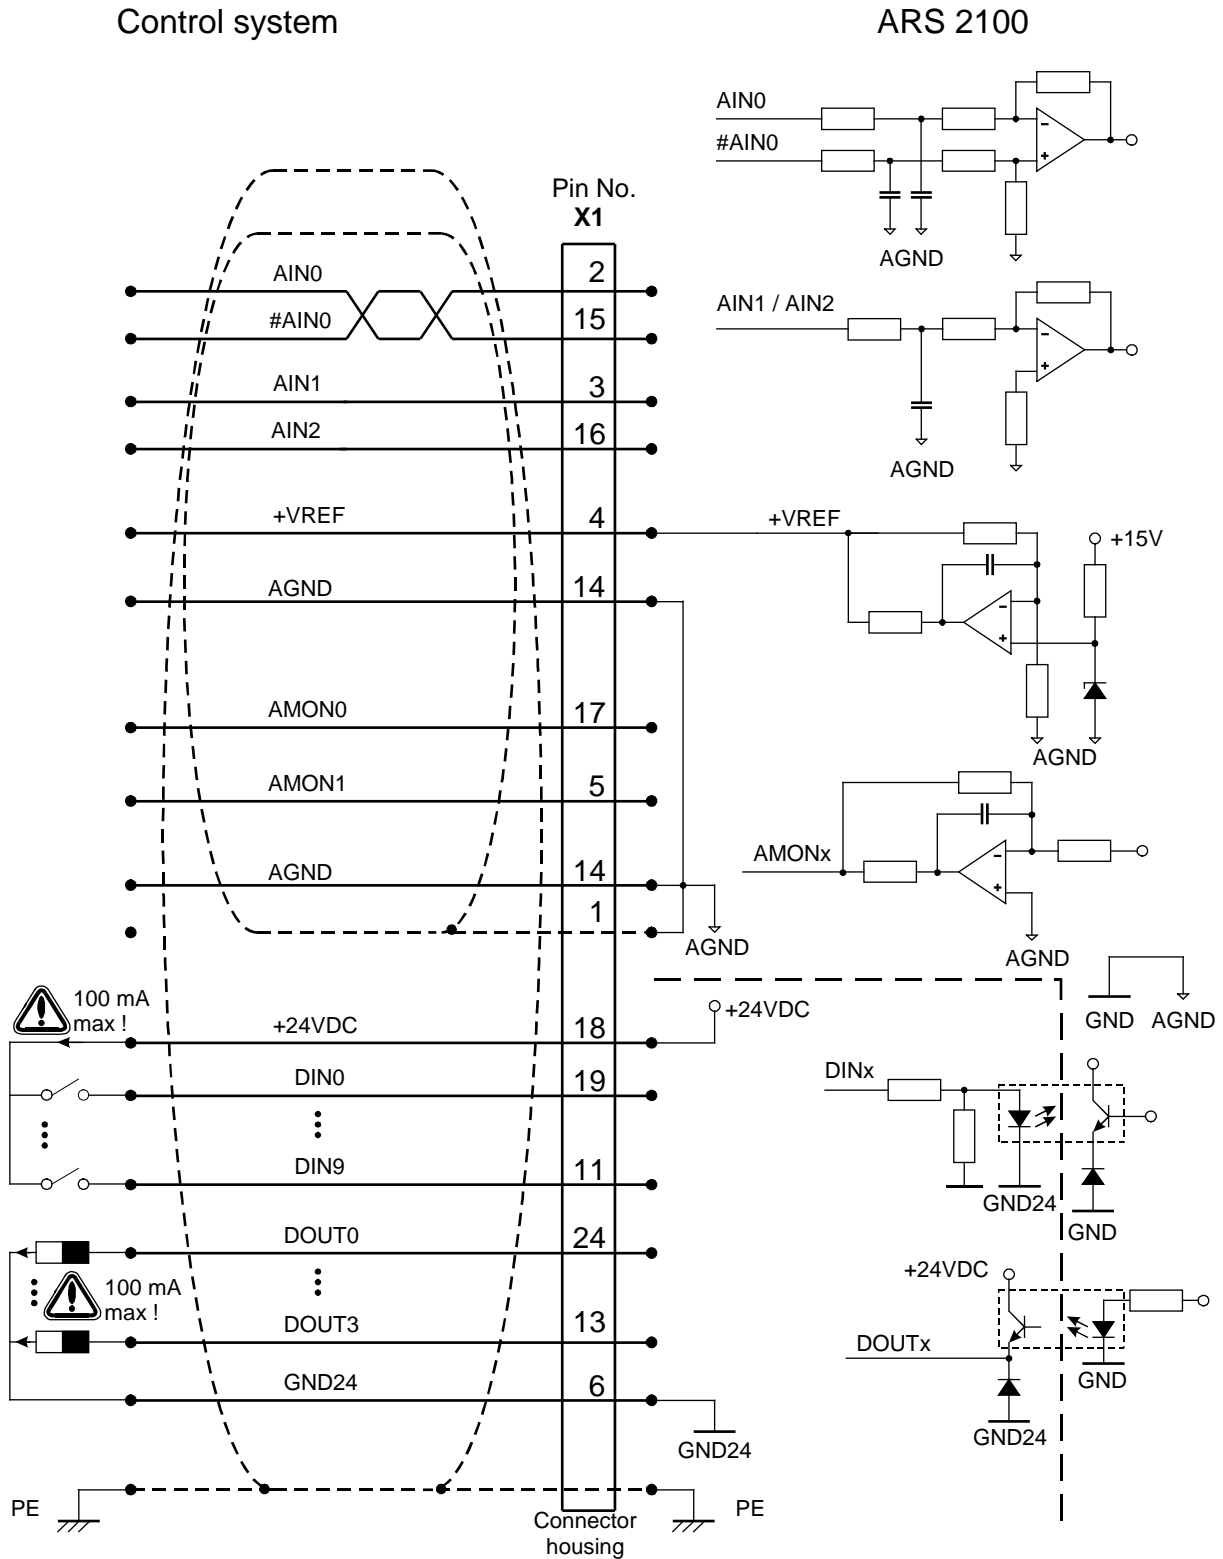 Control system
ARS 2100
Pin No.
X1
AIN0
2
#AIN0
15
AIN1
3
AIN2
16
+VREF
4
AGND
14
AMON0
17
AMON1
5
AGND
14
1
AGND
100 mA
max !
+24VDC
18
+24VDC
DIN0
19
DIN9
11
DOUT0
24
100 mA
max !
DOUT3
13
GND24
6
GND24
PE
PE
Connector
housing
AIN0
#AIN0
-
+
AGND
AIN1 / AIN2
-
+
AGND
+VREF
+15V
-
+
AGND
AMONx
-
+
AGND
GND
AGND
DINx
GND24
GND
+24VDC
DOUTx
GND
GND24